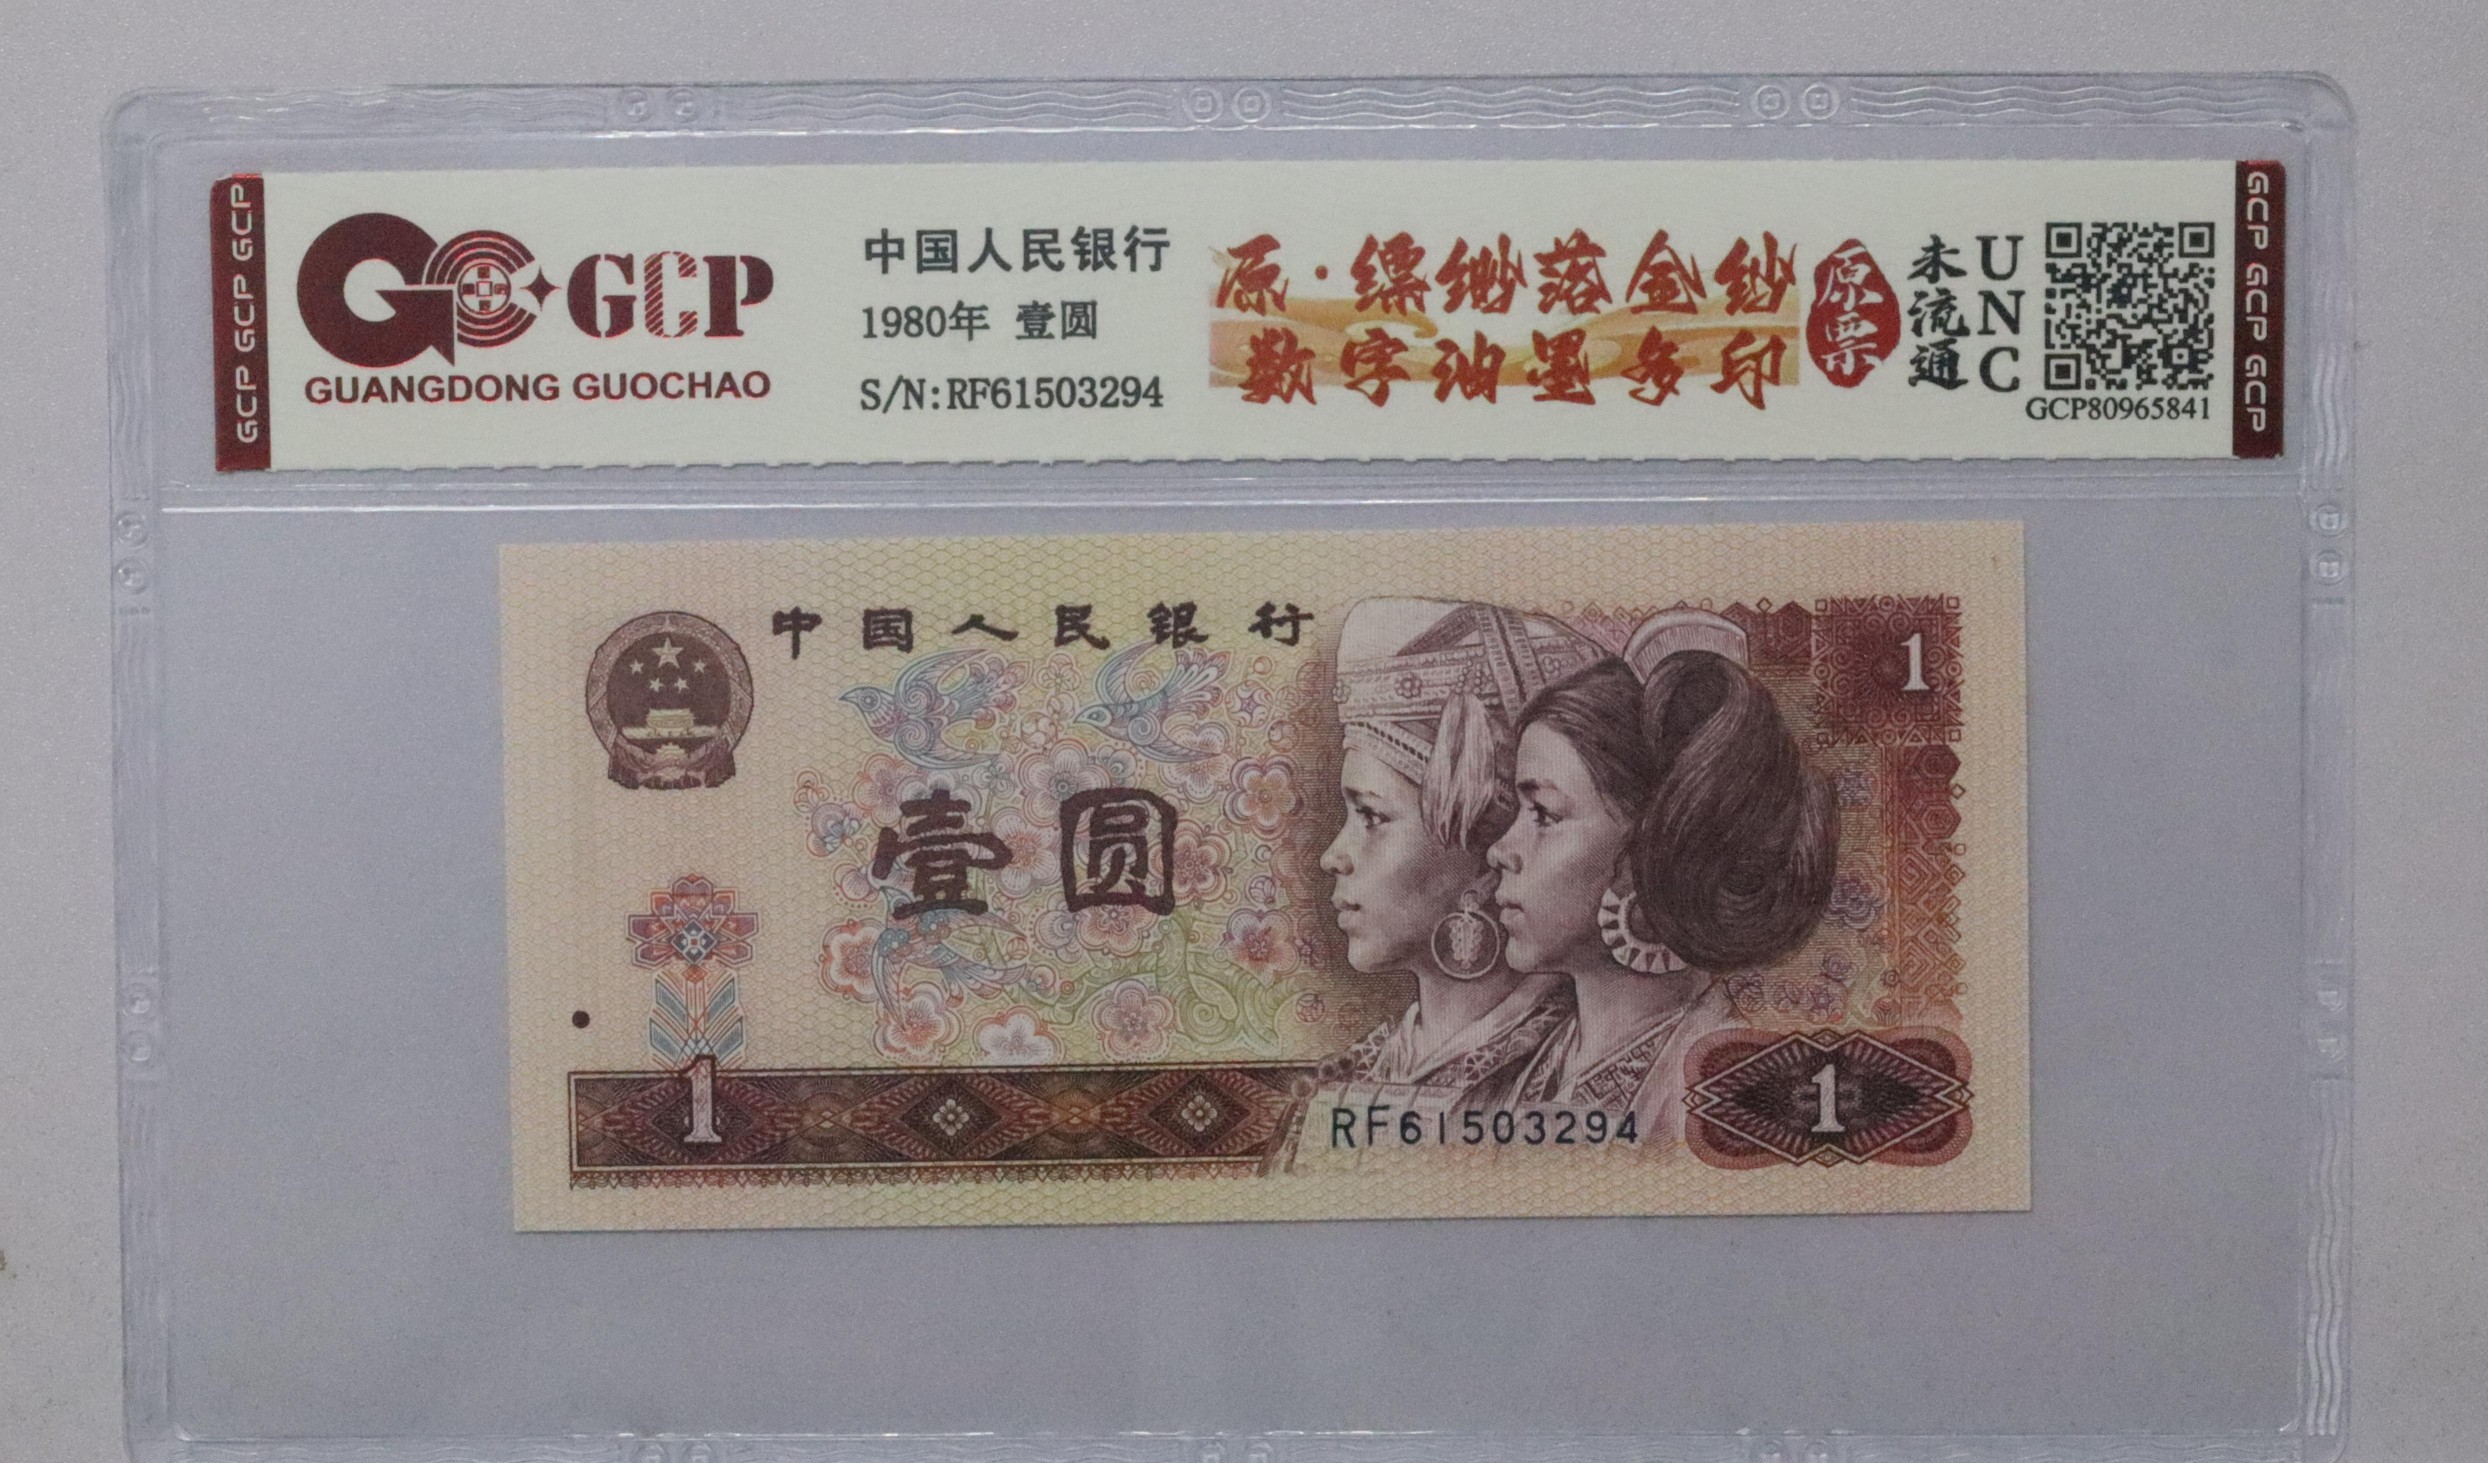 GCP GCP GCP
GCP
GUANGDONG GUOCHAO
中国人民银行
1980年 壹圆
S/N:RF61503294
原·缥缈落金纱
数字油墨多印
原票
未流通
UNC
GCP80965841
GCP GCP GCP
中国人民银行
1
壹圆
1
RF61503294
1